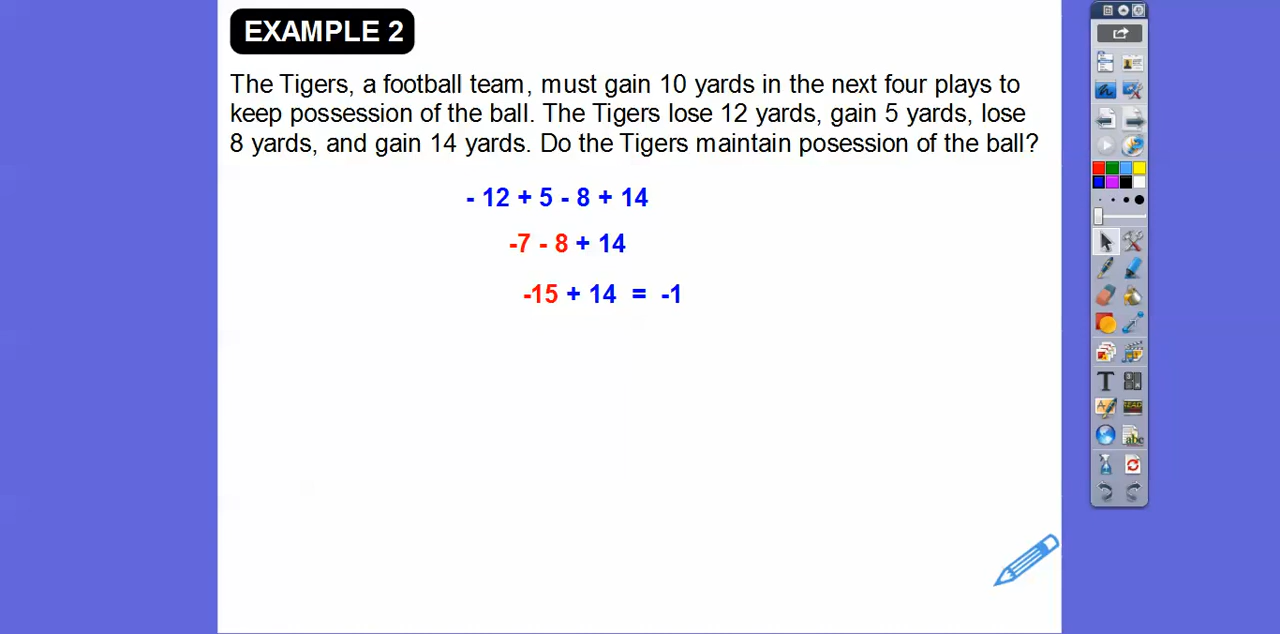 EXAMPLE 2
The Tigers, a football team, must gain 10 yards in the next four plays to
keep possession of the ball. The Tigers lose 12 yards, gain 5 yards, lose
8 yards, and gain 14 yards. Do the Tigers maintain posession of the ball?
- 12 + 5 - 8 + 14
-7 - 8 + 14
-15 + 14 = -1